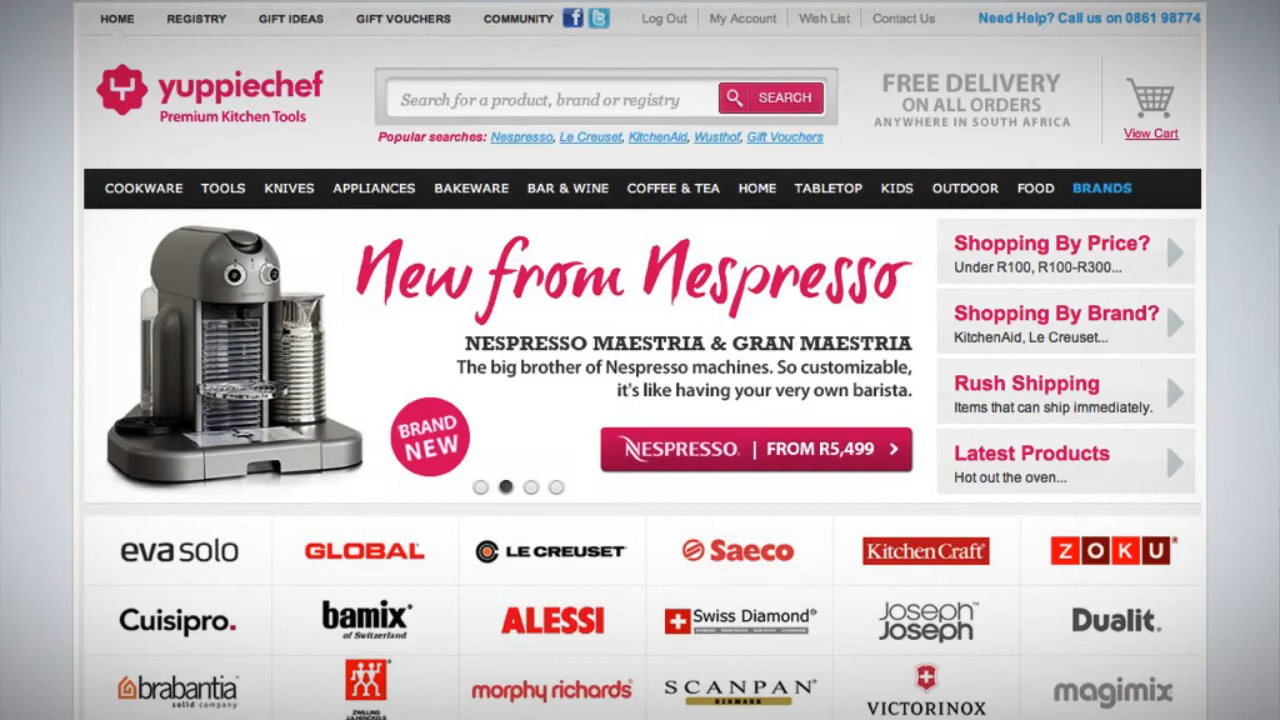 HOME REGISTRY GIFT IDEAS GIFT VOUCHERS COMMUNITY Log Out My Account Wish List Contact Us Need Help? Call us on 0861 98774
yuppiechef
Premium Kitchen Tools
Search for a product, brand or registry SEARCH
Popular searches: Nespresso, Le Creuset, KitchenAid, Wusthof, Gift Vouchers
FREE DELIVERY
ON ALL ORDERS
ANYWHERE IN SOUTH AFRICA
View Cart
COOKWARE TOOLS KNIVES APPLIANCES BAKEWARE BAR & WINE COFFEE & TEA HOME TABLETOP KIDS OUTDOOR FOOD BRANDS
New from Nespresso
NESPRESSO MAESTRIA & GRAN MAESTRIA
The big brother of Nespresso machines. So customizable,
it's like having your very own barista.
BRAND
NEW
NESPRESSO. | FROM R5,499 >
Shopping By Price?
Under R100, R100-R300...
Shopping By Brand?
KitchenAid, Le Creuset...
Rush Shipping
Items that can ship immediately.
Latest Products
Hot out the oven...
eva solo GLOBAL LE CREUSET Saeco KitchenCraft ZOKU
Cuisipro. bamix of Switzerland ALESSI Swiss Diamond Joseph Joseph Dualit.
brabantia solid company ZWILLING J.A.HENCKELS morphy richards SCANPAN DENMARK VICTORINOX magimix